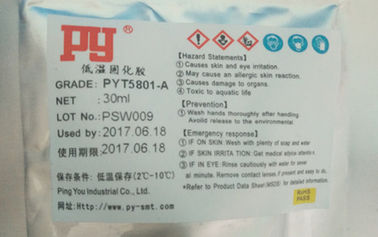 py®
低温固化胶
GRADE: PYT5801-A
NET : 30ml
LOT No.: PSW009
Used by: 2017.06.18
使用期限: 2017.06.18
保存条件: 低温保存(2℃-10℃)
Ping You Industrial Co., Ltd.
网址: Http://www.py-smt.com/
【Hazard Statements】
① Causes skin and eye irritation.
② May cause an allergic skin reaction.
③ Causes damage to organs.
④ Toxic to aquatic life
【Prevention】
① Wash hands thoroughly after handing
Avoid release to the environmental.
【Emergency response】
① IF ON SKIN: Wash with plenty of soap and water
② IF SKIN IRRITA TION: Get medical advice
③ IF IN EYE: Rinse cautiously with water for
al minute. Remove contact lenses, if present and easy to do.
*Refer to Product Data Sheet(MSDS) for detailed information.
RoHS
PASS